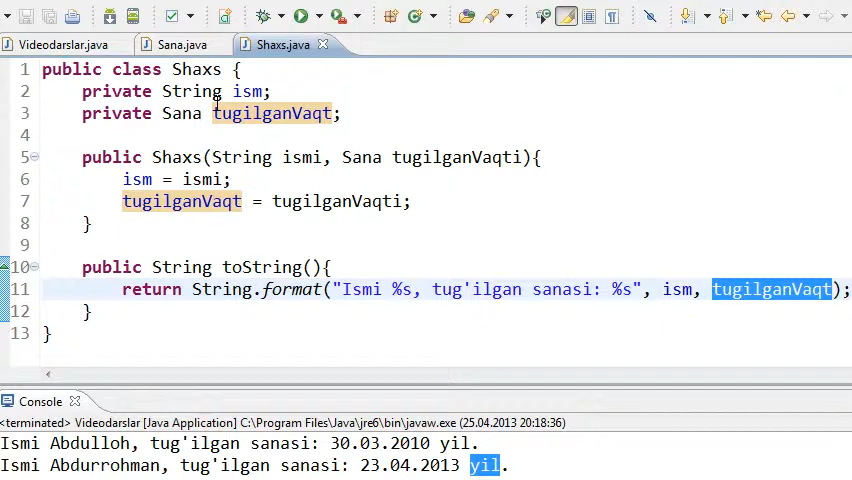 Videodarslar.java
Sana.java
Shaxs.java
1 public class Shaxs {
2 private String ism;
3 private Sana tugilganVaqt;
4
5 public Shaxs(String ismi, Sana tugilganVaqti){
6 ism = ismi;
7 tugilganVaqt = tugilganVaqti;
8 }
9
10 public String toString(){
11 return String.format("Ismi %s, tug'ilgan sanasi: %s", ism, tugilganVaqt);
12 }
13 }
Console
<terminated> Videodarslar [Java Application] C:\Program Files\Java\jre6\bin\javaw.exe (25.04.2013 20:18:36)
Ismi Abdulloh, tug'ilgan sanasi: 30.03.2010 yil.
Ismi Abdurrohman, tug'ilgan sanasi: 23.04.2013 yil.